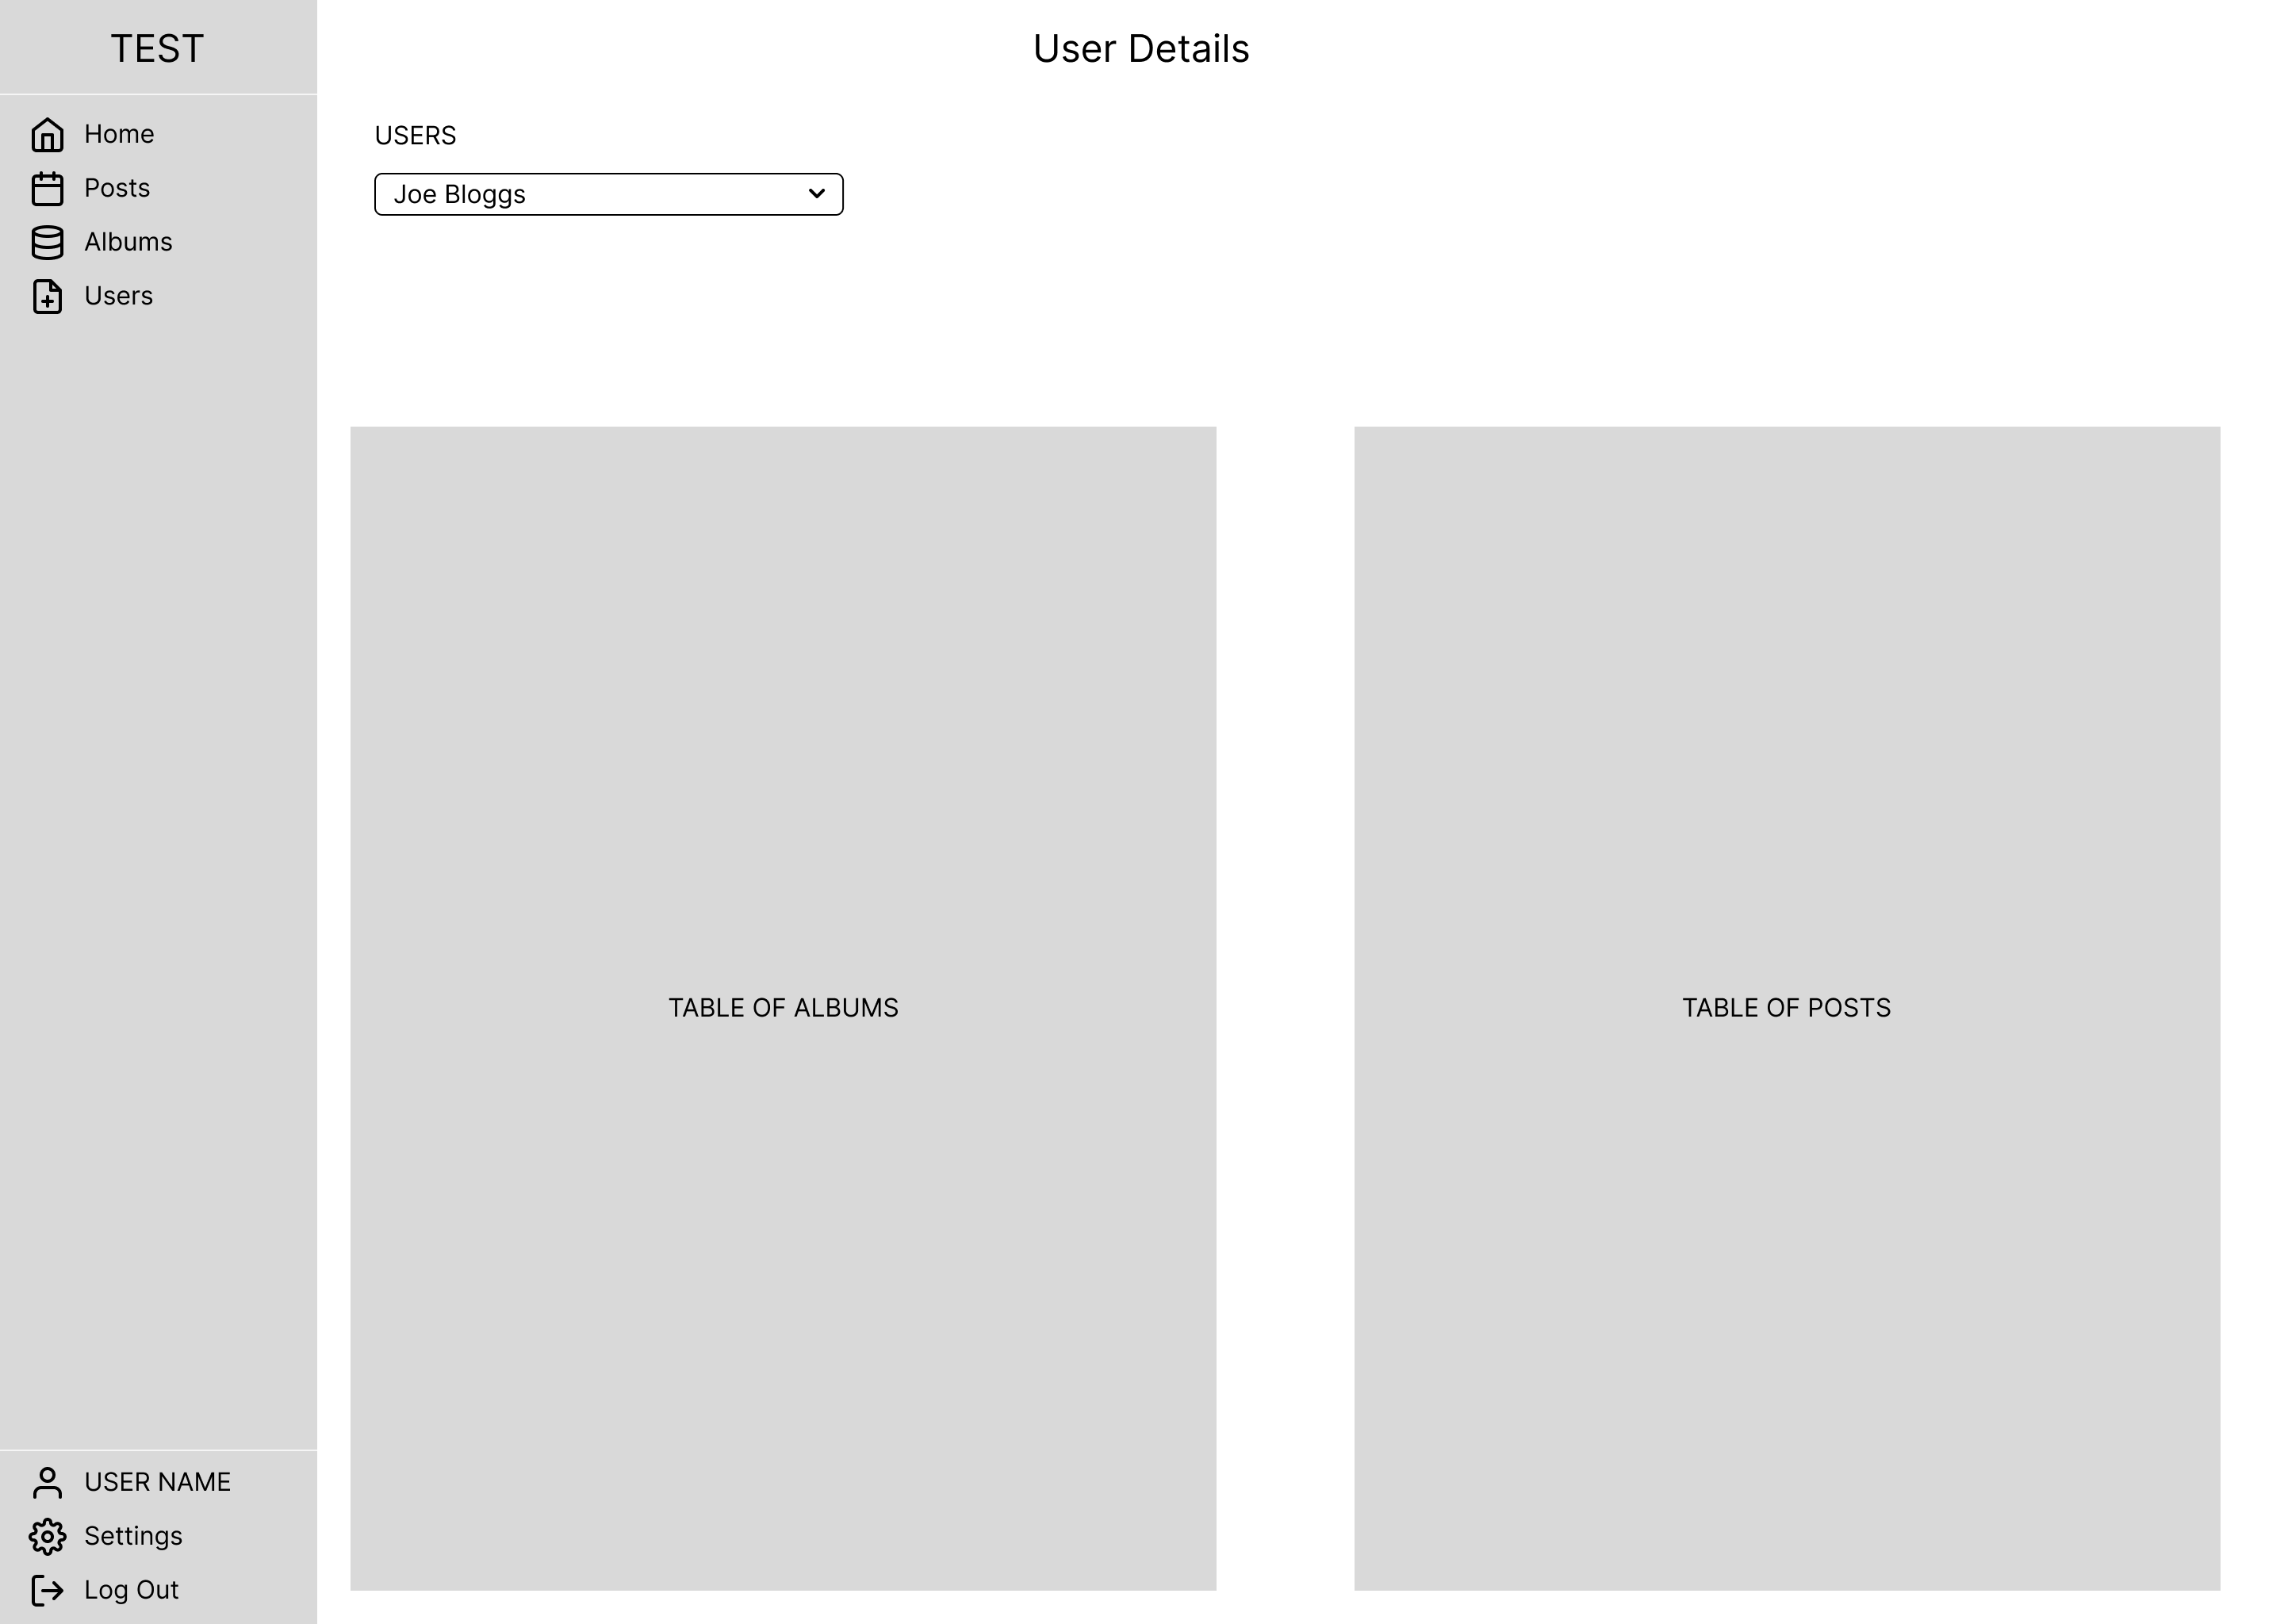 TEST
Home
Posts
Albums
Users
USER NAME
Settings
Log Out
User Details
USERS
Joe Bloggs
TABLE OF ALBUMS
TABLE OF POSTS